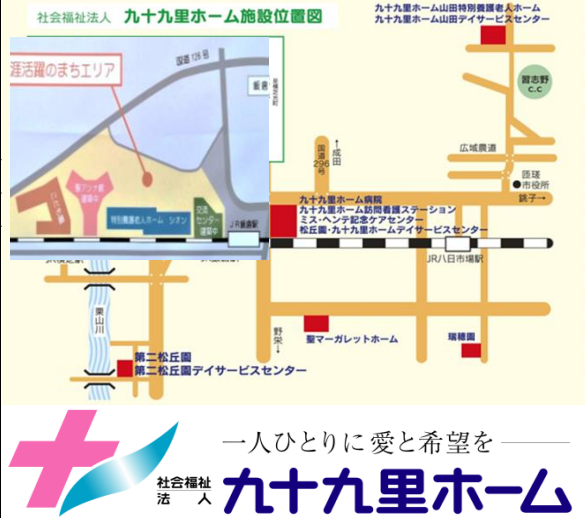 社会福祉法人 九十九里ホーム施設位置図
九十九里ホーム山田特別養護老人ホーム
九十九里ホーム山田デイサービスセンター
国道126号
涯活躍のまちエリア
飯倉
習志野
C.C
←成田
国道296号
広域農道
匝瑳
●市役所
銚子→
特別養護老人ホーム・シオン
交流
センター
建築中
建築中
JR飯倉駅
九十九里ホーム病院
九十九里ホーム訪問看護ステーション
ミス・ヘンテ記念ケアセンター
松丘園・九十九里ホームデイサービスセンター
JR八日市場駅
栗山川
野栄→
聖マーガレットホーム
瑞穂園
第二松丘園
第二松丘園デイサービスセンター
一人ひとりに 愛と希望を
社会福祉
法人
九十九里ホーム